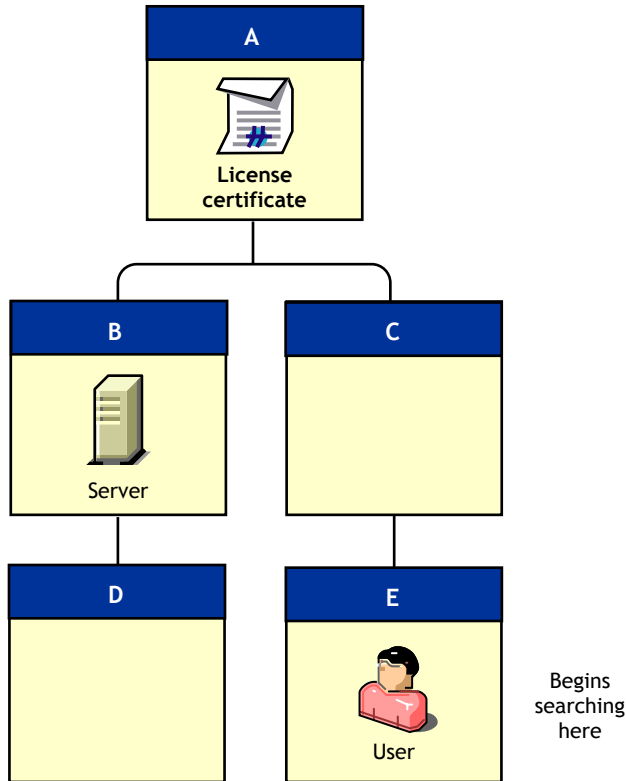 A
License
certificate
B
C
Server
D
E
User
Begins
searching
here